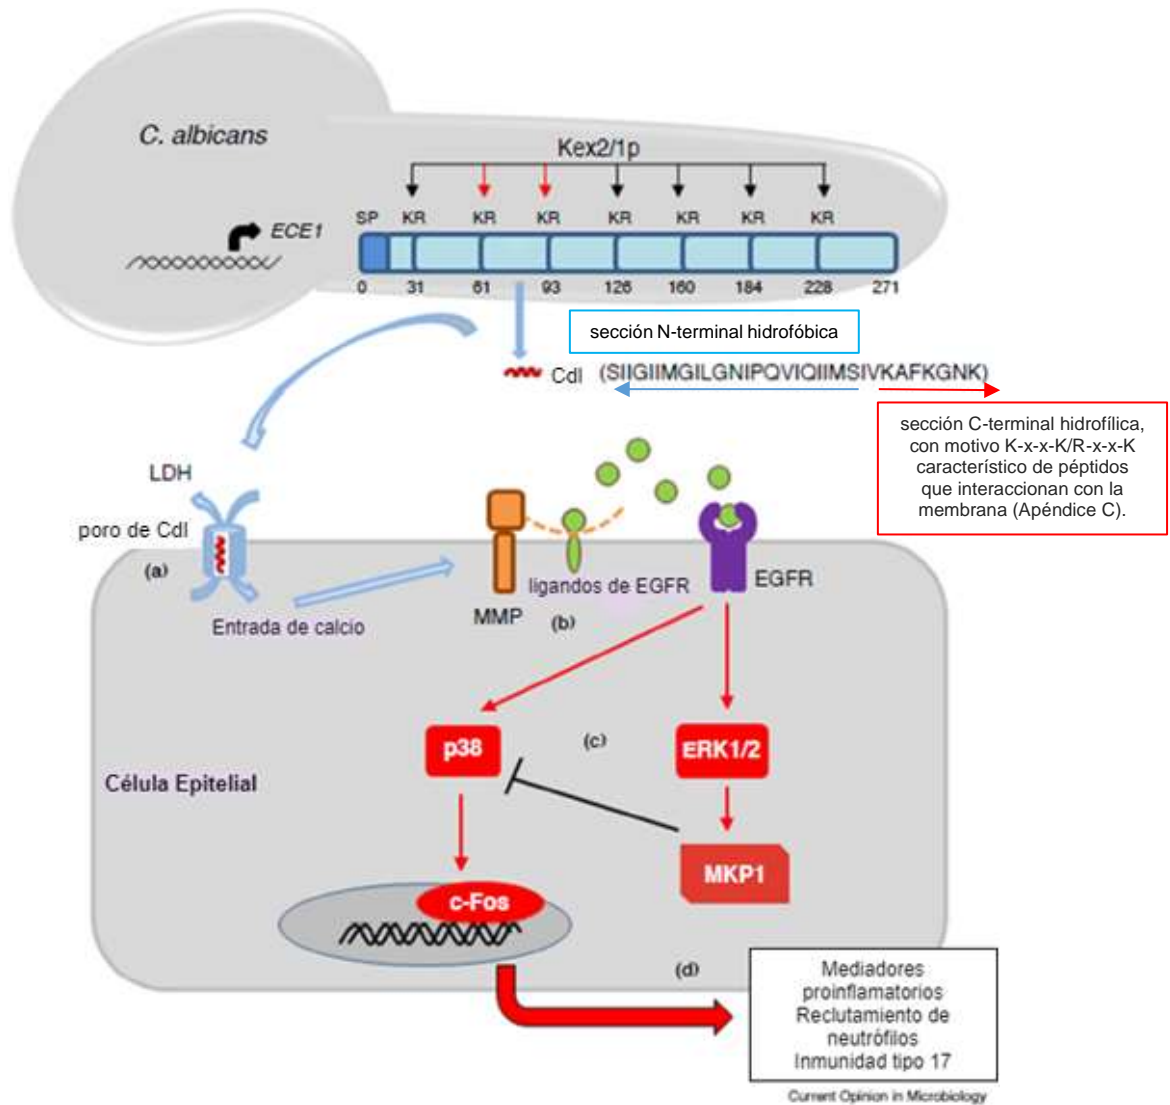 C. albicans
ECE1
Kex2/1p
SP KR KR KR KR KR KR KR
0 31 61 93 126 160 184 228 271
sección N-terminal hidrofóbica
CdI (SIIGIIMGILGNIPQVIQIIMSIVKAFKGNK)
sección C-terminal hidrofílica,
con motivo K-x-x-K/R-x-x-K
característico de péptidos
que interaccionan con la
membrana (Apéndice C).
LDH
poro de CdI
(a)
Entrada de calcio
MMP
ligandos de EGFR
(b)
EGFR
p38
(c)
ERK1/2
Célula Epitelial
MKP1
c-Fos
(d)
Mediadores
proinflamatorios
Reclutamiento de
neutrófilos
Inmunidad tipo 17
Current Opinion in Microbiology